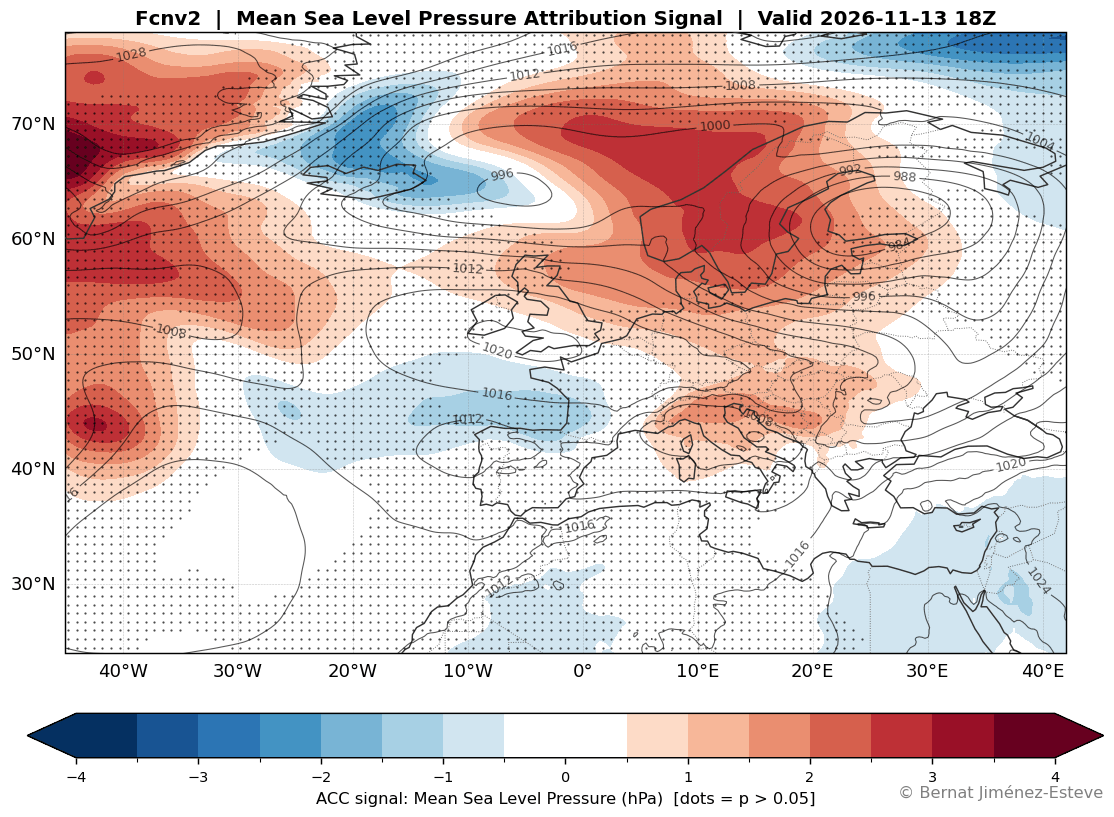 Fcnv2 | Mean Sea Level Pressure Attribution Signal | Valid 2026-11-13 18Z
1028
1016
1012
1008
70°N
1000
1004
996
992
988
60°N
984
1012
996
1008
50°N
1020
1016
1012
1008
40°N
1020
1016
1016
30°N
1012
1024
40°W 30°W 20°W 10°W 0° 10°E 20°E 30°E 40°E
−4 −3 −2 −1 0 1 2 3 4
ACC signal: Mean Sea Level Pressure (hPa) [dots = p > 0.05]
© Bernat Jiménez-Esteve